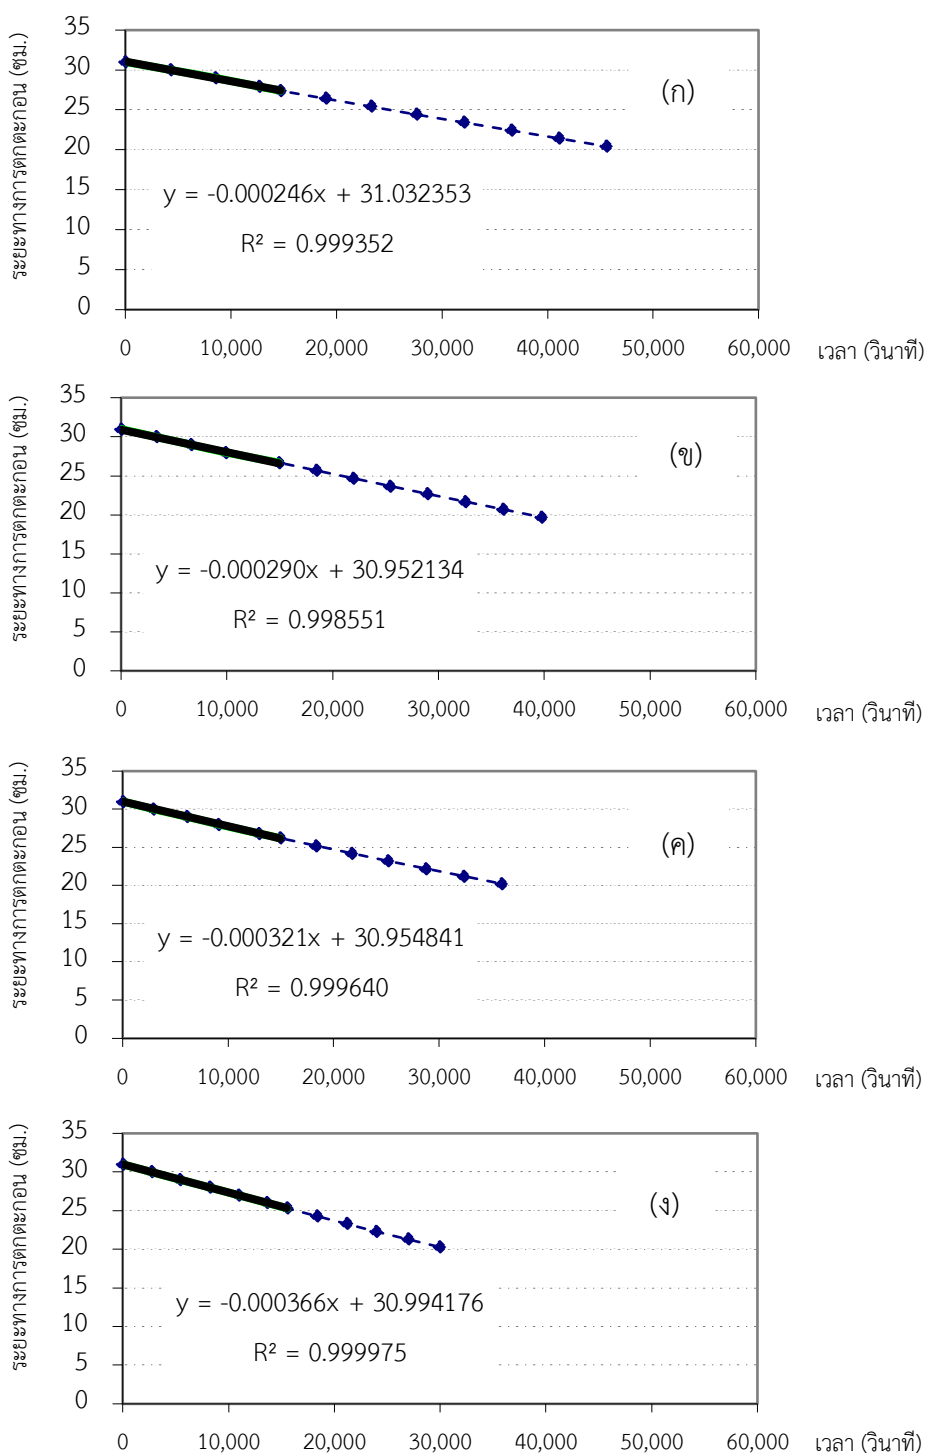 ระยะทางการตกตะกอน (ซม.)
35
30
25
20
15
10
5
0
(ก)
y = -0.000246x + 31.032353
R² = 0.999352
0 10,000 20,000 30,000 40,000 50,000 60,000 เวลา (วินาที)
ระยะทางการตกตะกอน (ซม.)
35
30
25
20
15
10
5
0
(ข)
y = -0.000290x + 30.952134
R² = 0.998551
0 10,000 20,000 30,000 40,000 50,000 60,000 เวลา (วินาที)
ระยะทางการตกตะกอน (ซม.)
35
30
25
20
15
10
5
0
(ค)
y = -0.000321x + 30.954841
R² = 0.999640
0 10,000 20,000 30,000 40,000 50,000 60,000 เวลา (วินาที)
ระยะทางการตกตะกอน (ซม.)
35
30
25
20
15
10
5
0
(ง)
y = -0.000366x + 30.994176
R² = 0.999975
0 10,000 20,000 30,000 40,000 50,000 60,000 เวลา (วินาที)